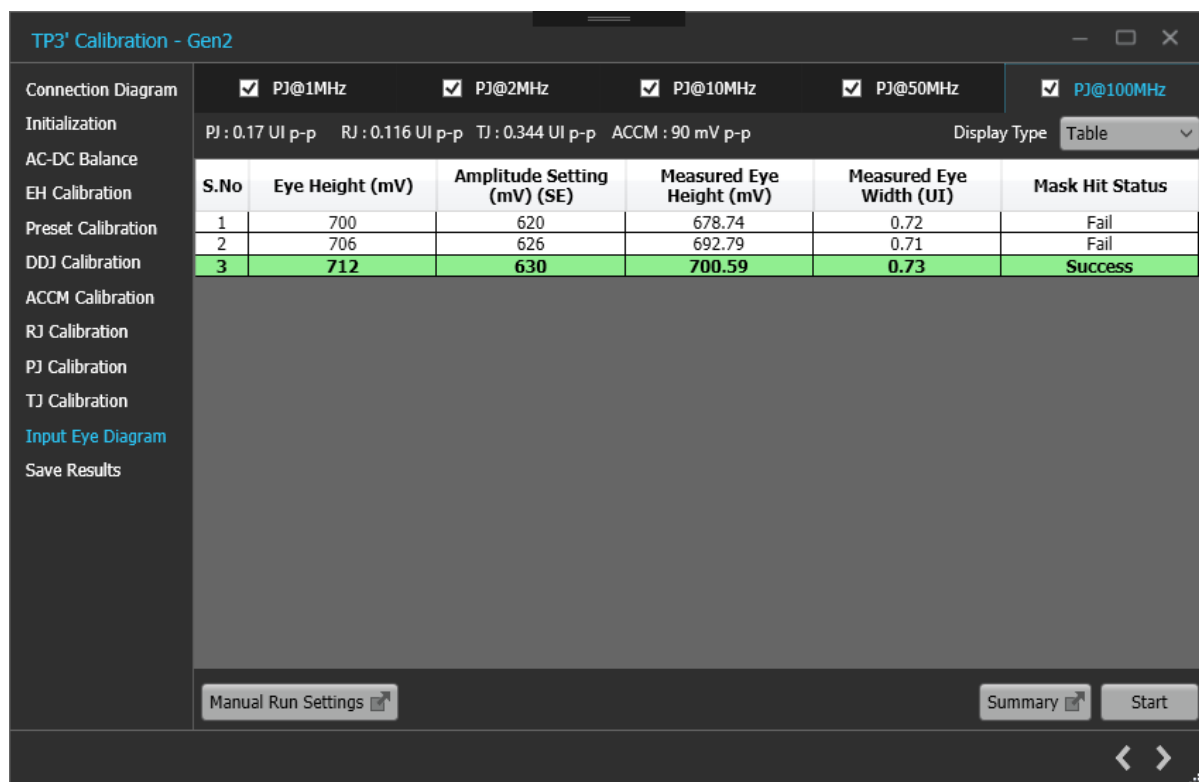 TP3' Calibration - Gen2
Connection Diagram
Initialization
AC-DC Balance
EH Calibration
Preset Calibration
DDJ Calibration
ACCM Calibration
RJ Calibration
PJ Calibration
TJ Calibration
Input Eye Diagram
Save Results
PJ@1MHz PJ@2MHz PJ@10MHz PJ@50MHz PJ@100MHz
PJ : 0.17 UI p-p RJ : 0.116 UI p-p TJ : 0.344 UI p-p ACCM : 90 mV p-p Display Type Table
S.No Eye Height (mV) Amplitude Setting (mV) (SE) Measured Eye Height (mV) Measured Eye Width (UI) Mask Hit Status
1 700 620 678.74 0.72 Fail
2 706 626 692.79 0.71 Fail
3 712 630 700.59 0.73 Success
Manual Run Settings Summary Start